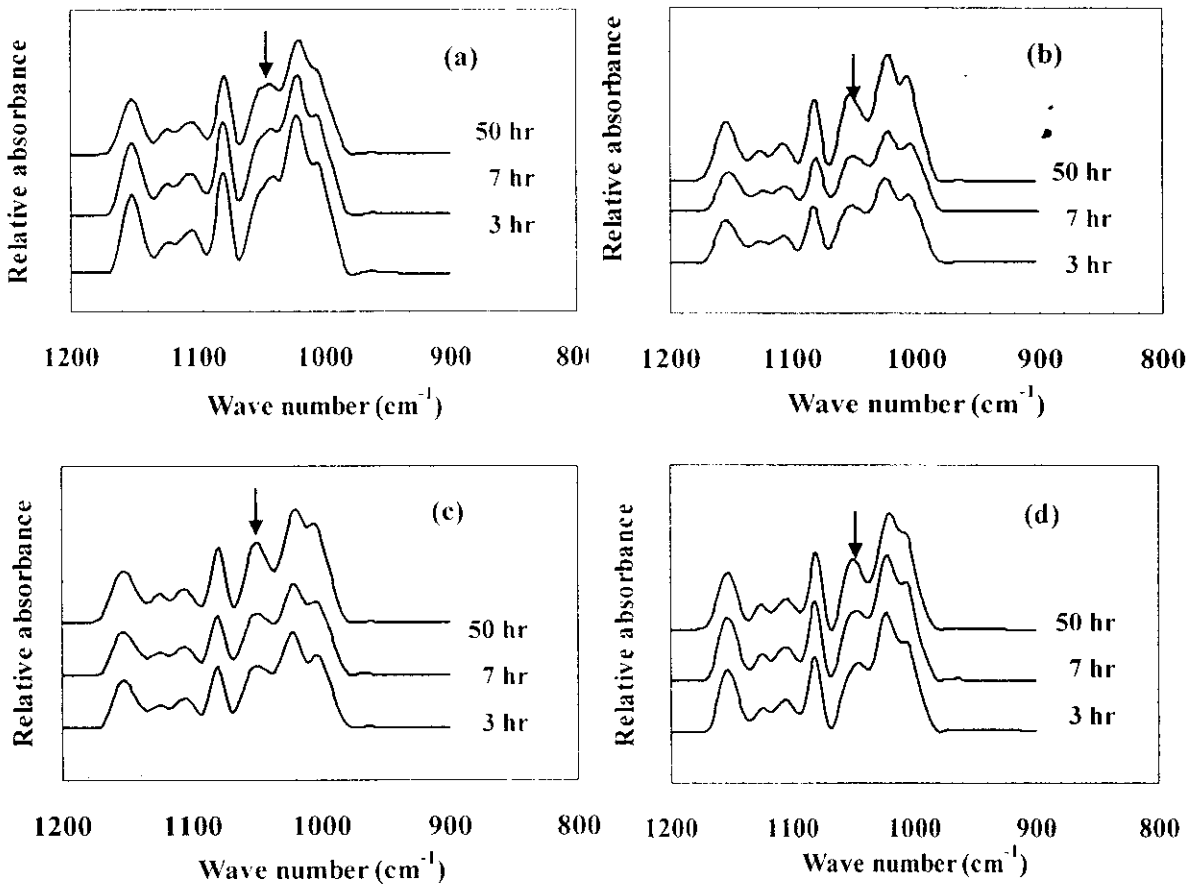 Relative absorbance
(a)
50 hr
7 hr
3 hr
1200 1100 1000 900 800
Wave number (cm-1)
Relative absorbance
(b)
50 hr
7 hr
3 hr
1200 1100 1000 900 800
Wave number (cm-1)
Relative absorbance
(c)
50 hr
7 hr
3 hr
1200 1100 1000 900 800
Wave number (cm-1)
Relative absorbance
(d)
50 hr
7 hr
3 hr
1200 1100 1000 900 800
Wave number (cm-1)